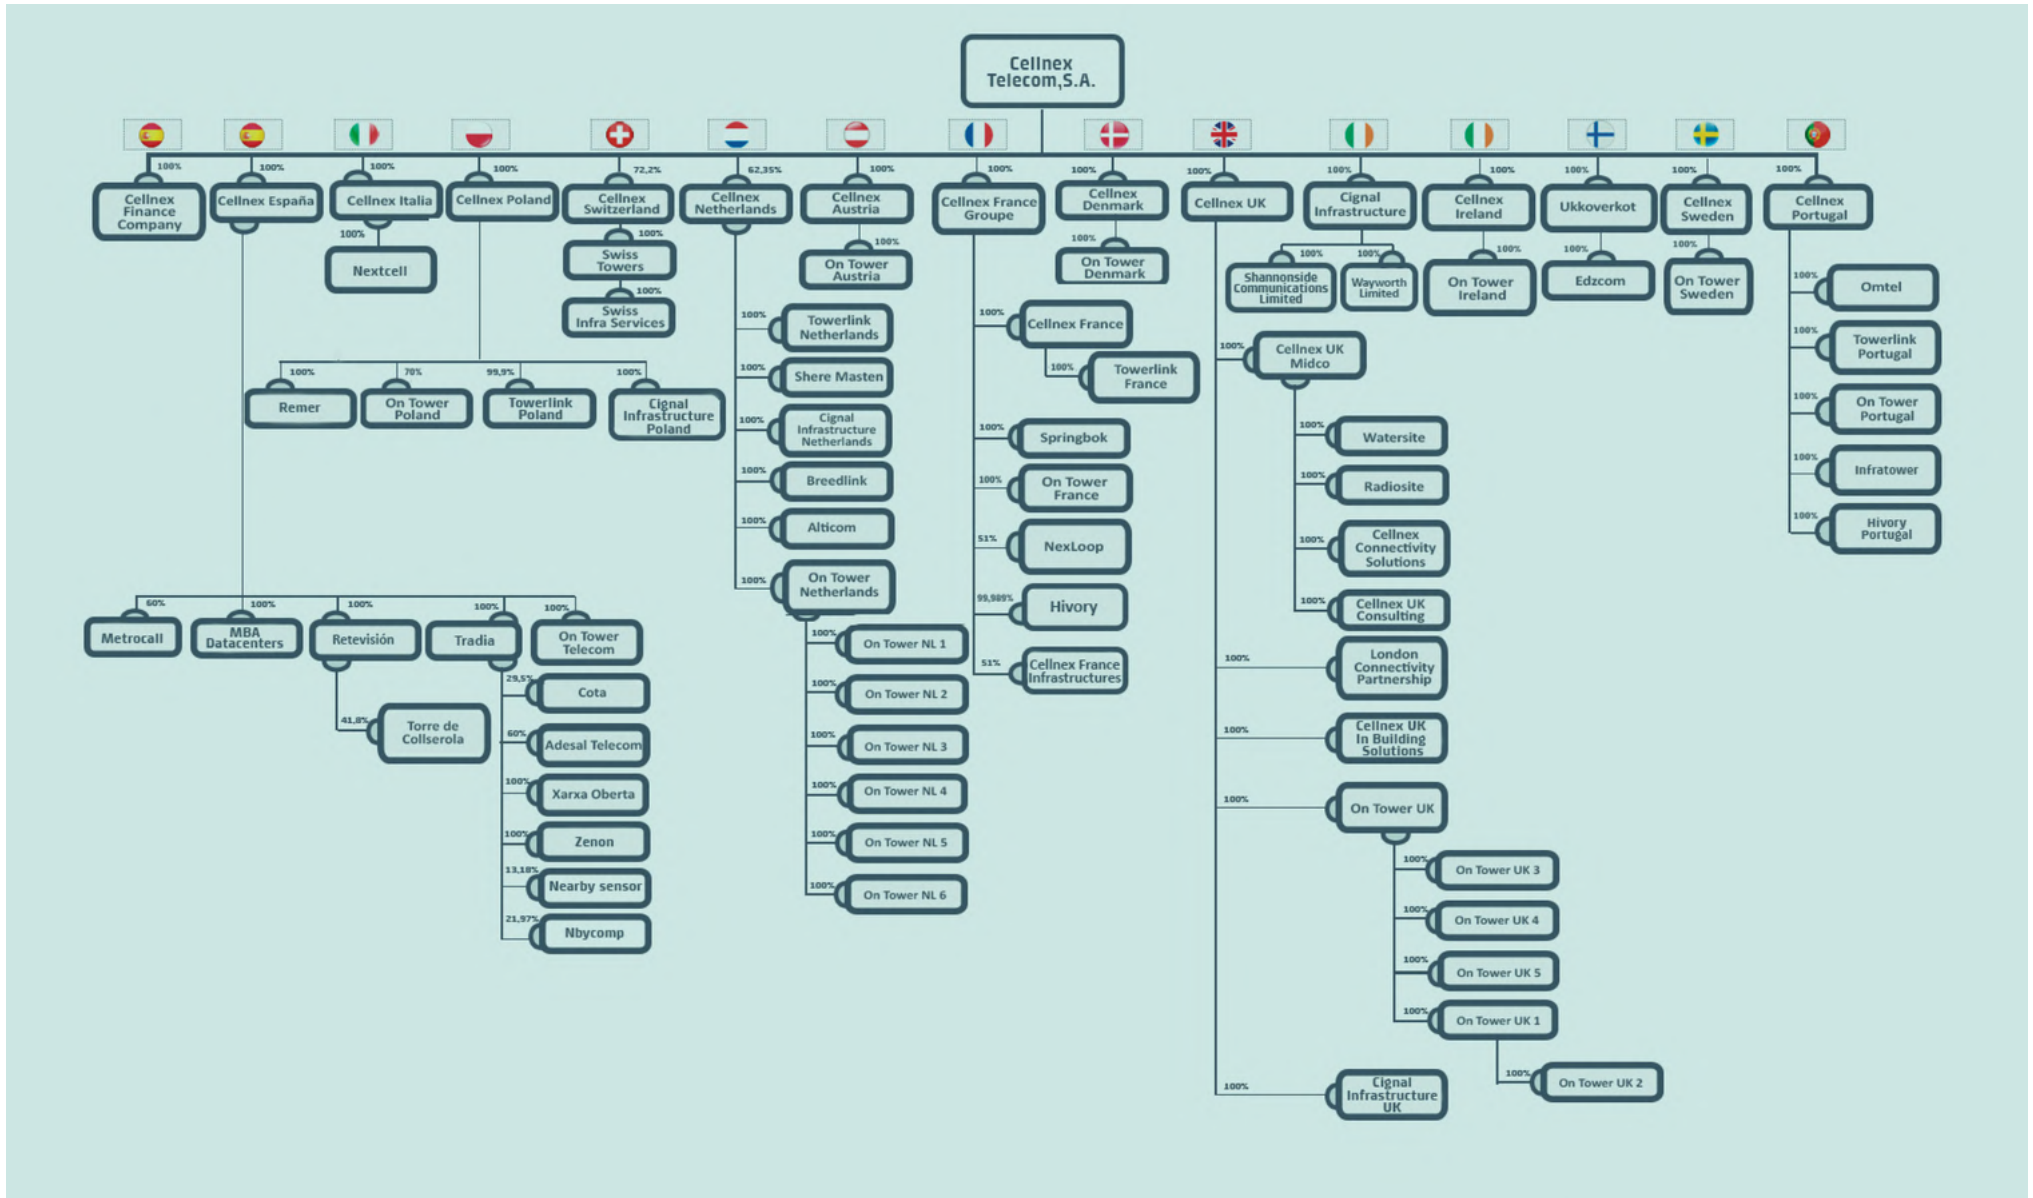 Cellnex
Telecom,S.A.
100%
100%
100%
100%
72,2%
62,35%
100%
100%
100%
100%
100%
100%
100%
100%
100%
Cellnex
Finance
Company
Cellnex España
Cellnex Italia
Cellnex Poland
Cellnex
Switzerland
Cellnex
Netherlands
Cellnex
Austria
Cellnex France
Groupe
Cellnex
Denmark
Cellnex UK
Cignal
Infrastructure
Cellnex
Ireland
Ukkoverkot
Cellnex
Sweden
Cellnex
Portugal
100%
Nextcell
100%
Swiss
Towers
100%
Swiss
Infra Services
100%
On Tower
Austria
100%
On Tower
Denmark
100%
Shannonside
Communications
Limited
100%
Wayworth
Limited
100%
On Tower
Ireland
100%
Edzcom
100%
On Tower
Sweden
100%
Remer
70%
On Tower
Poland
99,9%
Towerlink
Poland
100%
Cignal
Infrastructure
Poland
100%
Towerlink
Netherlands
100%
Shere Masten
100%
Cignal
Infrastructure
Netherlands
100%
Breedlink
100%
Alticom
100%
On Tower
Netherlands
100%
On Tower NL 1
100%
On Tower NL 2
100%
On Tower NL 3
100%
On Tower NL 4
100%
On Tower NL 5
100%
On Tower NL 6
100%
Cellnex France
100%
Towerlink
France
100%
Springbok
100%
On Tower
France
51%
NexLoop
99,989%
Hivory
51%
Cellnex France
Infrastructures
100%
Cellnex UK
Midco
100%
Watersite
100%
Radiosite
100%
Cellnex
Connectivity
Solutions
100%
Cellnex UK
Consulting
100%
London
Connectivity
Partnership
100%
Cellnex UK
In Building
Solutions
100%
On Tower UK
100%
On Tower UK 3
100%
On Tower UK 4
100%
On Tower UK 5
100%
On Tower UK 1
100%
On Tower UK 2
100%
Cignal
Infrastructure
UK
100%
Omtel
100%
Towerlink
Portugal
100%
On Tower
Portugal
100%
Infratower
100%
Hivory
Portugal
60%
Metrocall
100%
MBA
Datacenters
100%
Retevisión
100%
Tradia
100%
On Tower
Telecom
41,8%
Torre de
Collserola
29,5%
Cota
60%
Adesal Telecom
100%
Xarxa Oberta
100%
Zenon
13,18%
Nearby sensor
21,97%
Nbycomp